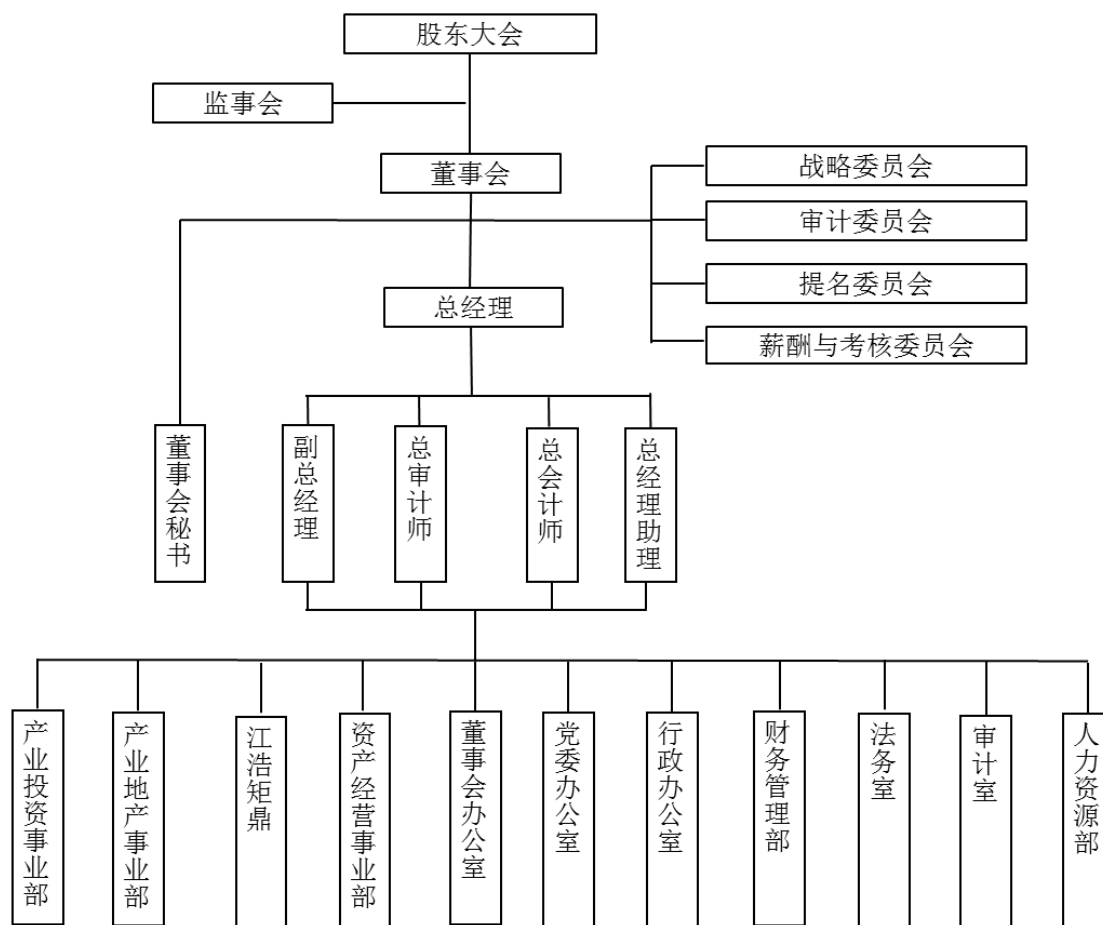 股东大会
监事会
董事会
战略委员会
审计委员会
提名委员会
薪酬与考核委员会
总经理
董事会秘书
副总经理
总审计师
总会计师
总经理助理
产业投资事业部
产业地产事业部
江浩矩鼎
资产经营事业部
董事会办公室
党委办公室
行政办公室
财务管理部
法务室
审计室
人力资源部